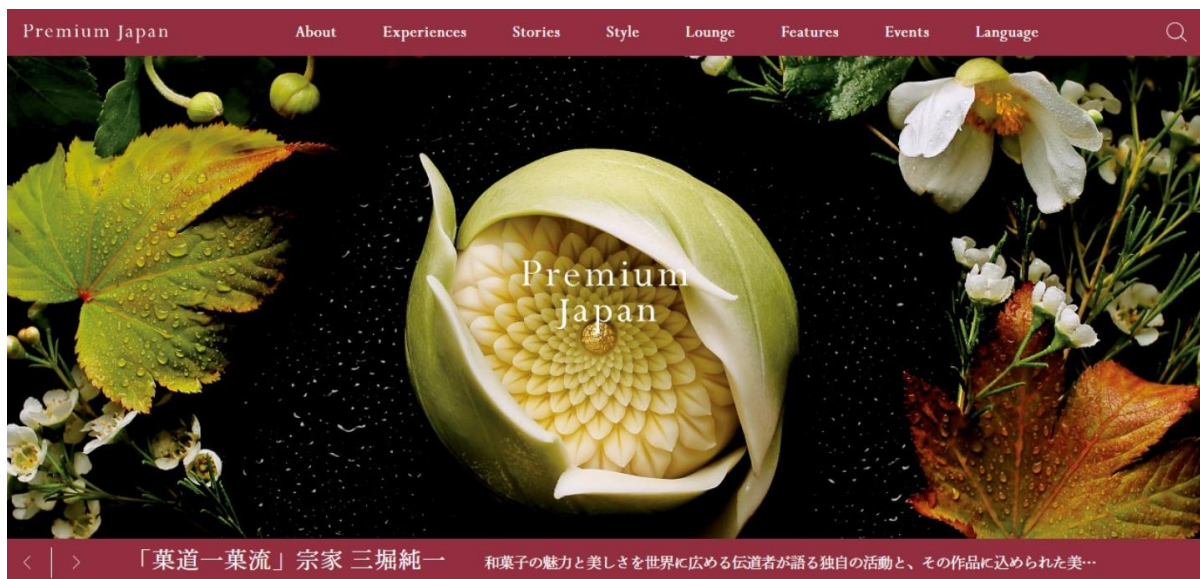 Premium Japan
About Experiences Stories Style Lounge Features Events Language
Premium
Japan
「菓道一菓流」宗家 三堀純一 和菓子の魅力と美しさを世界に広める伝道者が語る独自の活動と、その作品に込められた美…